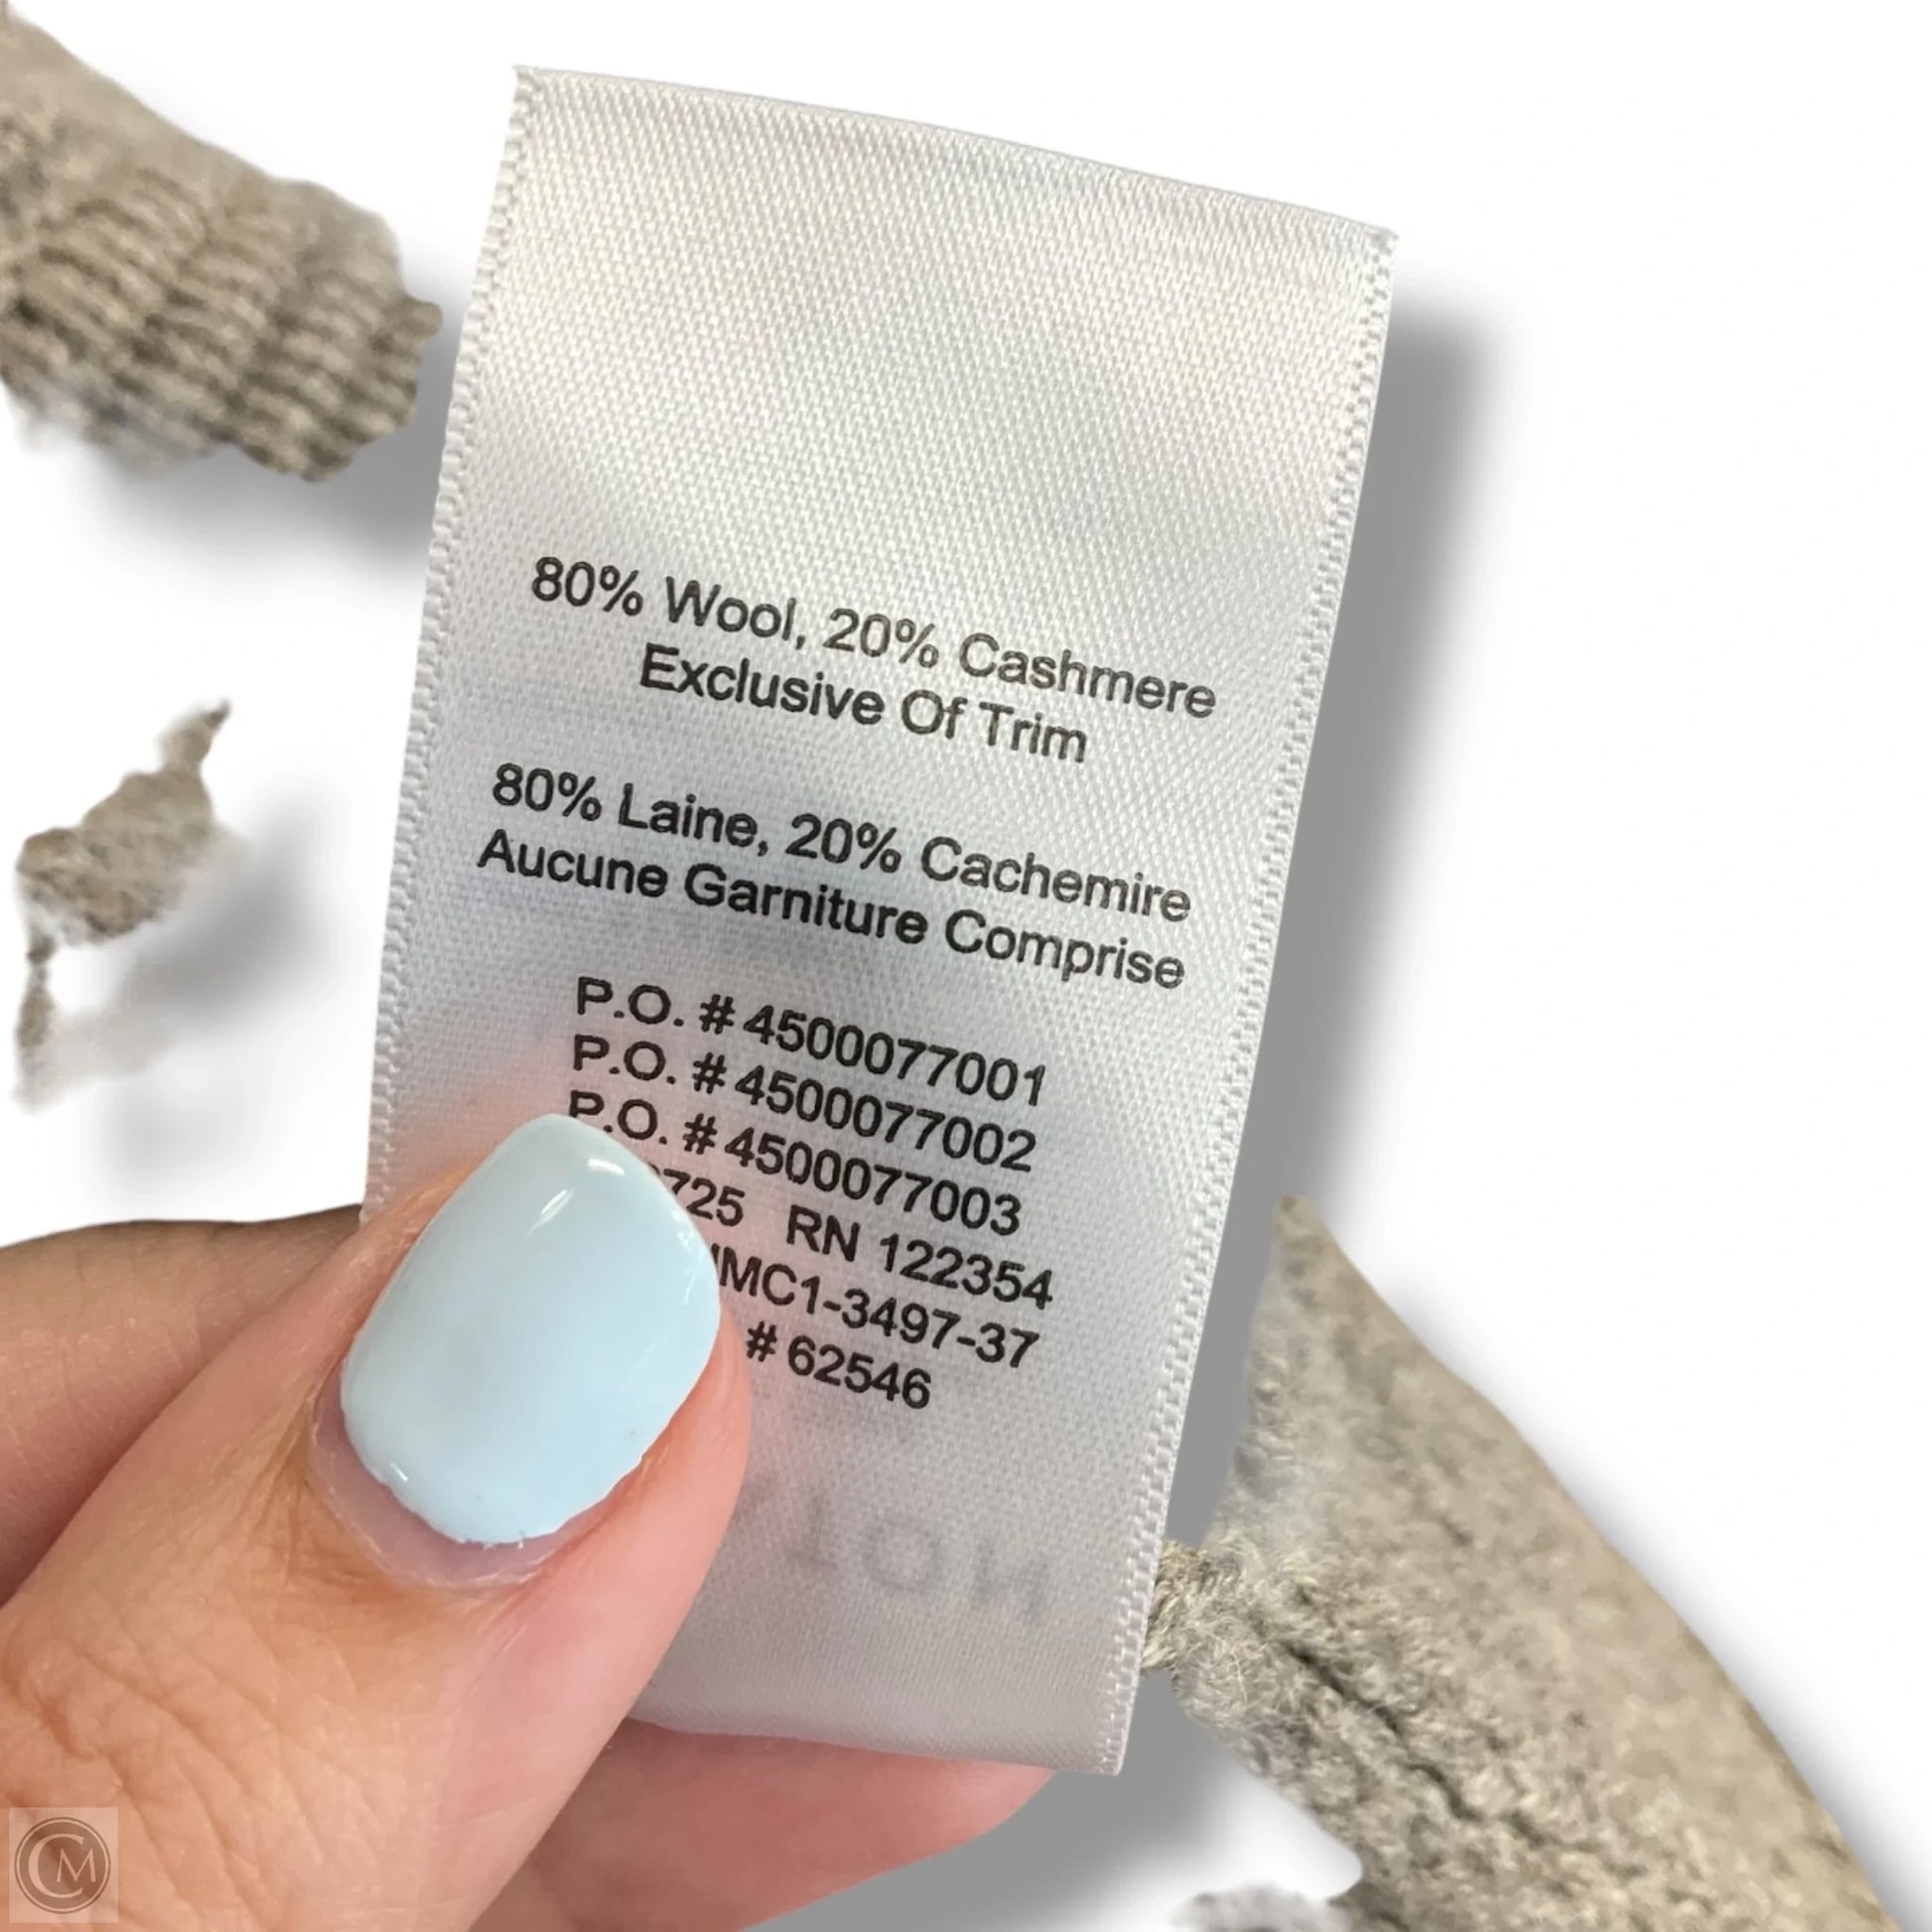 80% Wool, 20% Cashmere
Exclusive Of Trim
80% Laine, 20% Cachemire
Aucune Garniture Comprise
P.O. # 4500077001
P.O. # 4500077002
P.O. # 4500077003
RN 122354
# 62546
CM